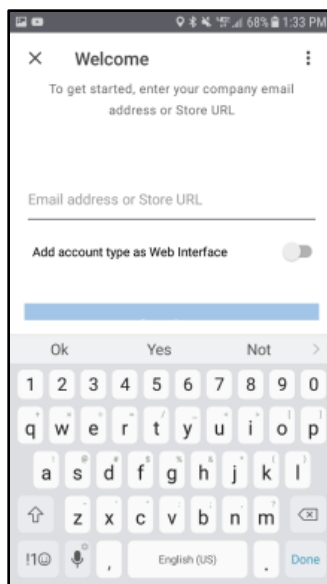 68% 1:33 PM
Welcome
To get started, enter your company email
address or Store URL
Email address or Store URL
Add account type as Web Interface
Ok Yes Not
1 2 3 4 5 6 7 8 9 0
q w e r t y u i o p
a s d f g h j k l
z x c v b n m
!1☺ , English (US) . Done